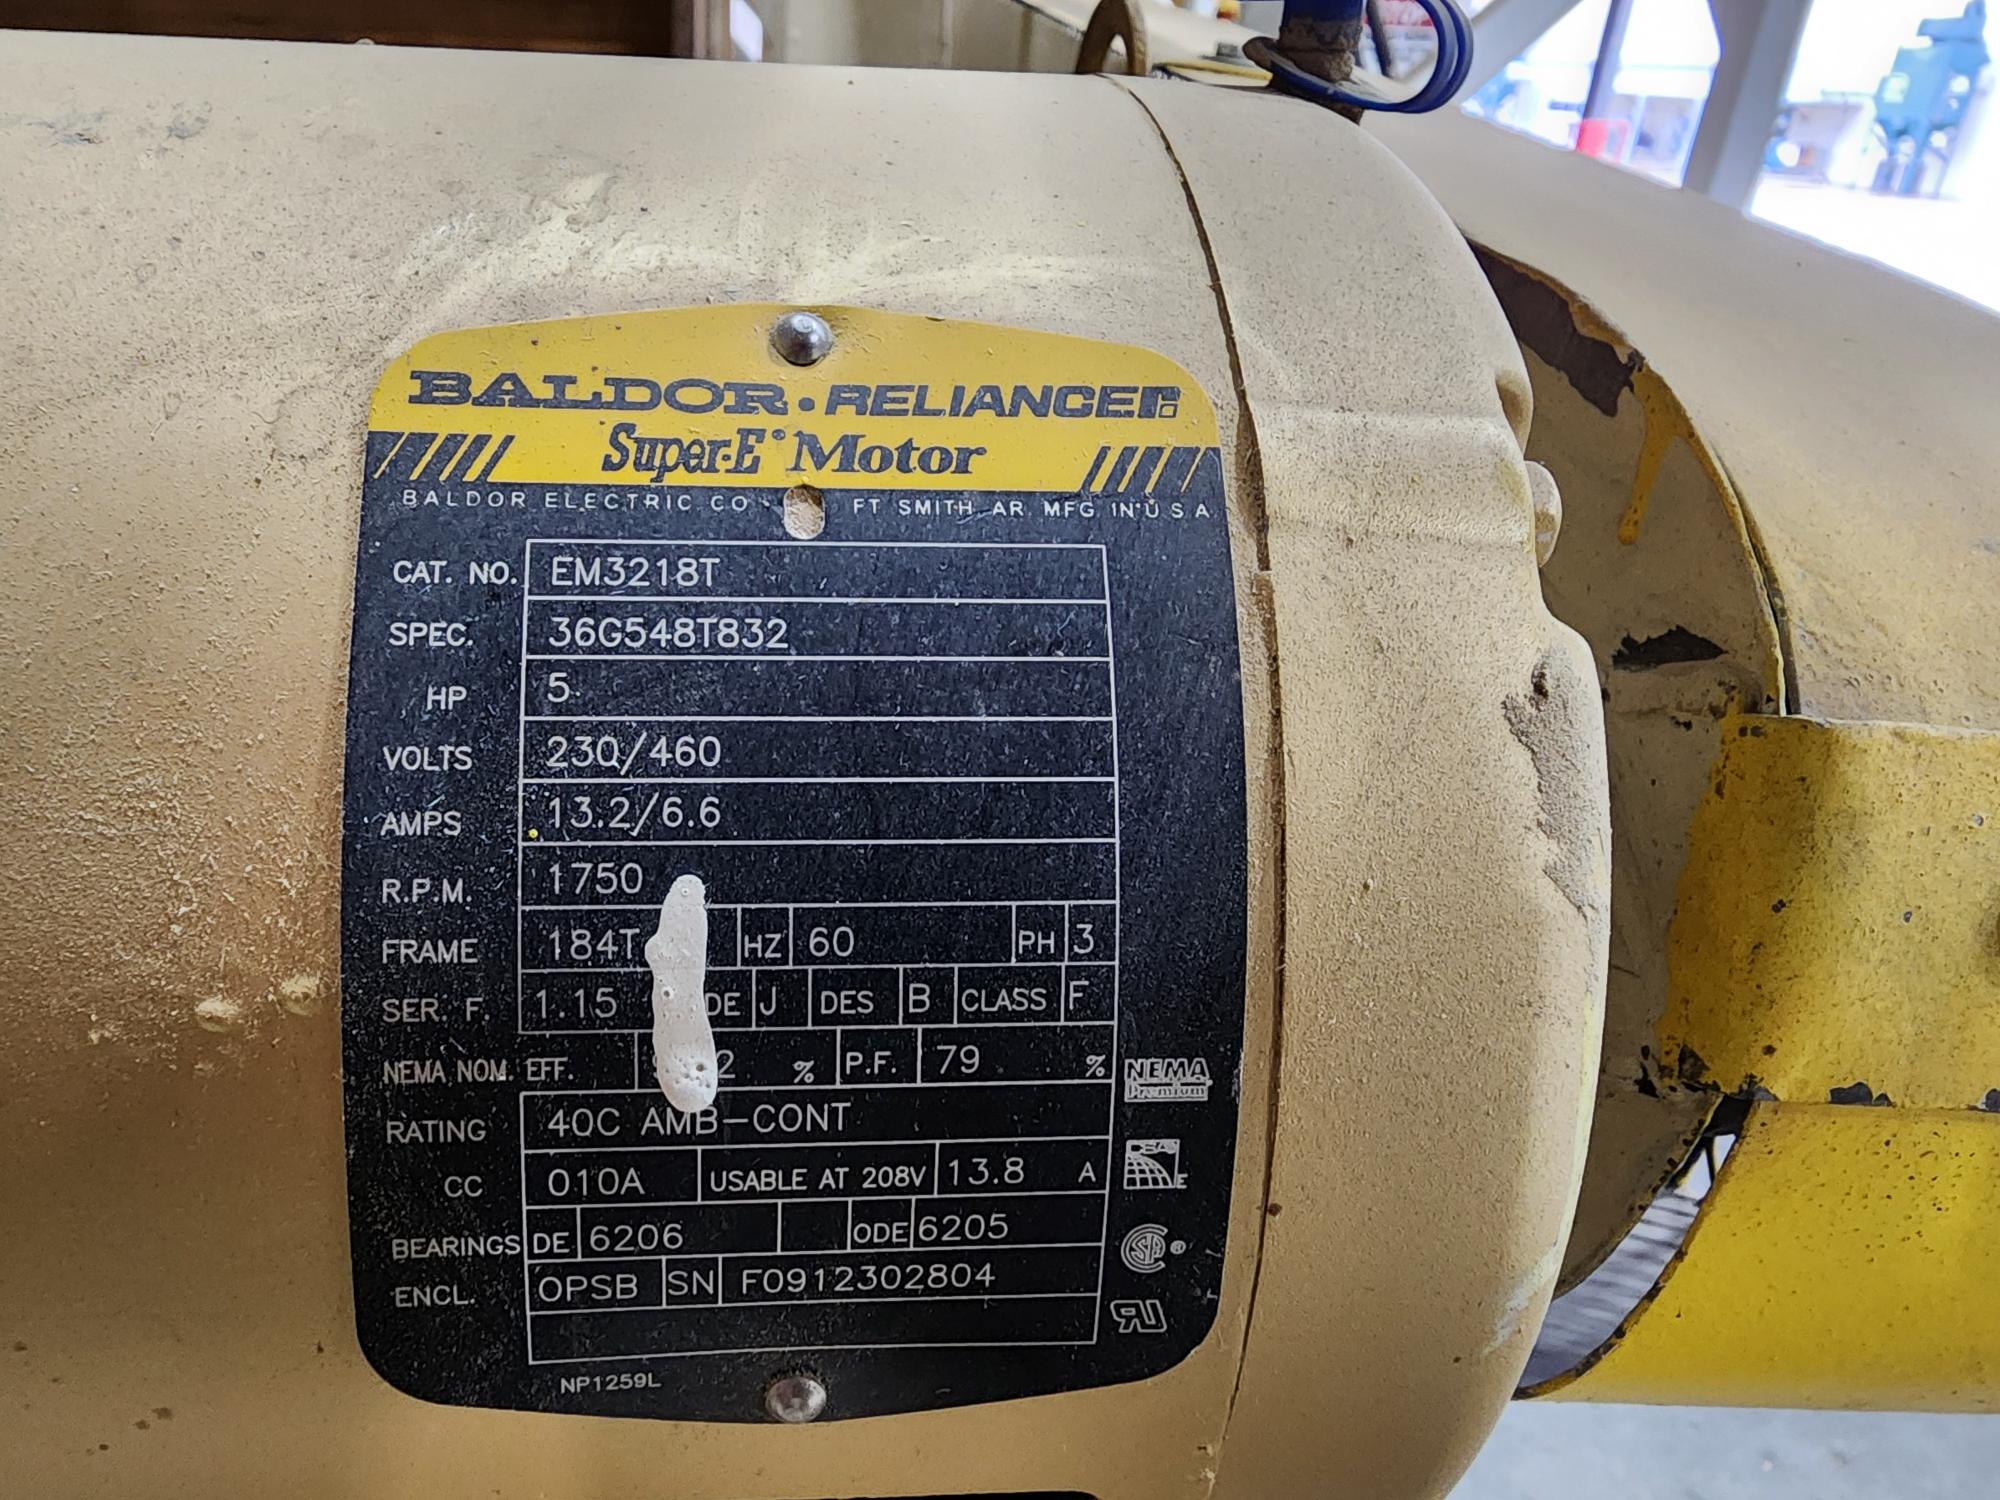 BALDOR • RELIANCER
Super-E Motor
BALDOR ELECTRIC CO FT SMITH AR MFG IN U S A
CAT. NO. EM3218T
SPEC. 36G548T832
HP 5
VOLTS 230/460
AMPS 13.2/6.6
R.P.M. 1750
FRAME 184T HZ 60 PH 3
SER. F. 1.15 DE J DES B CLASS F
NEMA NOM. EFF. % P.F. 79 %
NEMA
Premium
RATING 40C AMB-CONT
CC 010A USABLE AT 208V 13.8 A
BEARINGS DE 6206 ODE 6205
ENCL. OPSB SN F0912302804
NP1259L